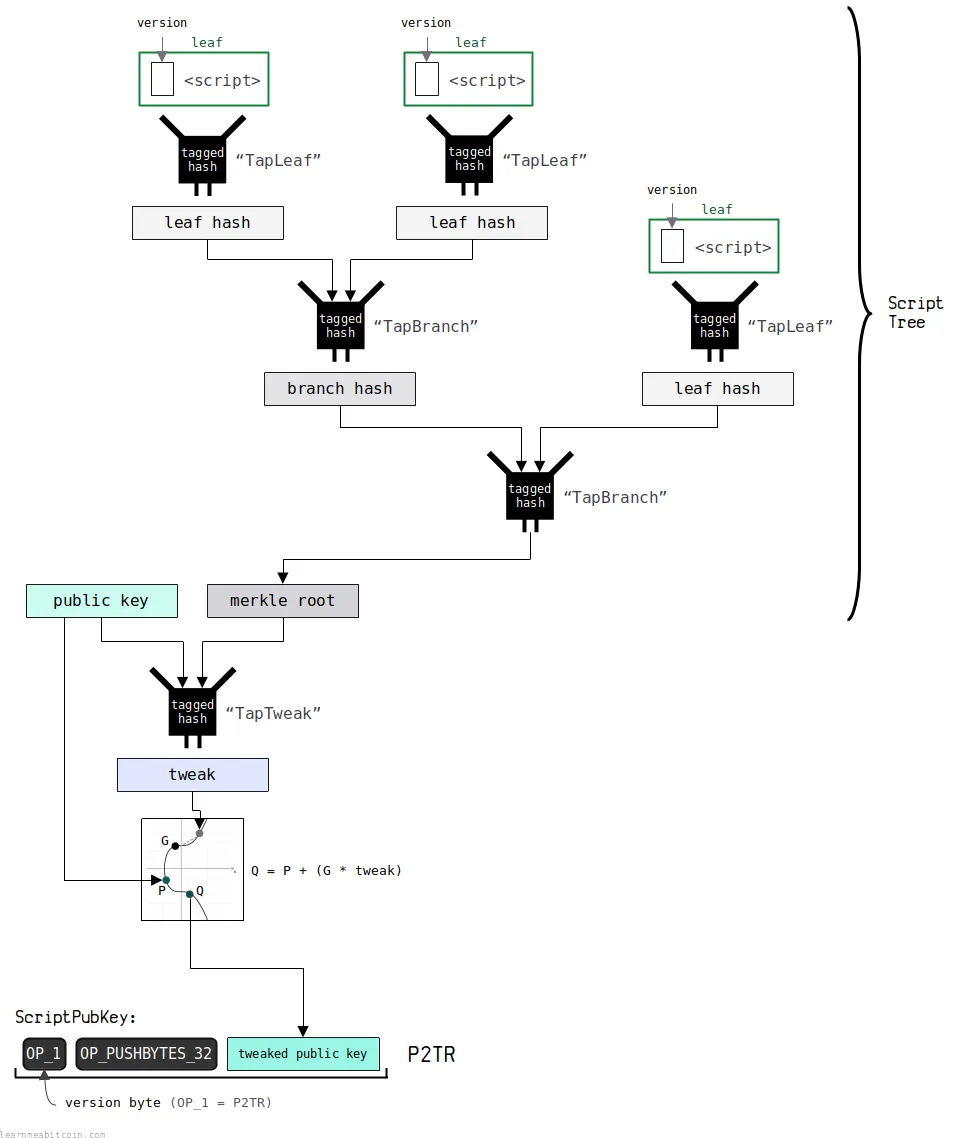 version
version
leaf
leaf
<script>
<script>
tagged
hash
“TapLeaf”
tagged
hash
“TapLeaf”
version
leaf
leaf hash
leaf hash
<script>
tagged
hash
“TapBranch”
tagged
hash
“TapLeaf”
Script
Tree
branch hash
leaf hash
tagged
hash
“TapBranch”
public key
merkle root
tagged
hash
“TapTweak”
tweak
G
Q = P + (G * tweak)
P
Q
ScriptPubKey:
OP_1
OP_PUSHBYTES_32
tweaked public key
P2TR
version byte (OP_1 = P2TR)
learnmeabitcoin.com